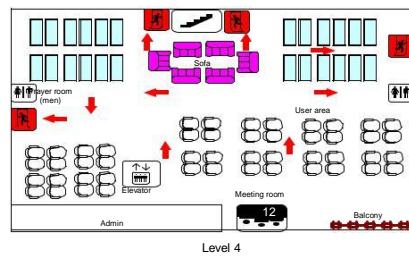 Sofa
Prayer room
(men)
User area
Elevator
Meeting room
12
Admin
Balcony
Level 4